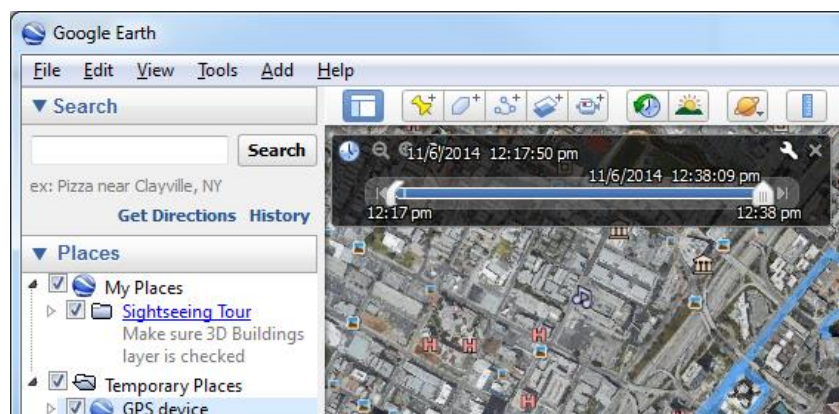 Google Earth
File Edit View Tools Add Help
Search
Search
ex: Pizza near Clayville, NY
Get Directions History
Places
My Places
Sightseeing Tour
Make sure 3D Buildings
layer is checked
Temporary Places
GPS device
11/6/2014 12:17:50 pm
11/6/2014 12:38:09 pm
12:17 pm
12:38 pm
H
H
H
H